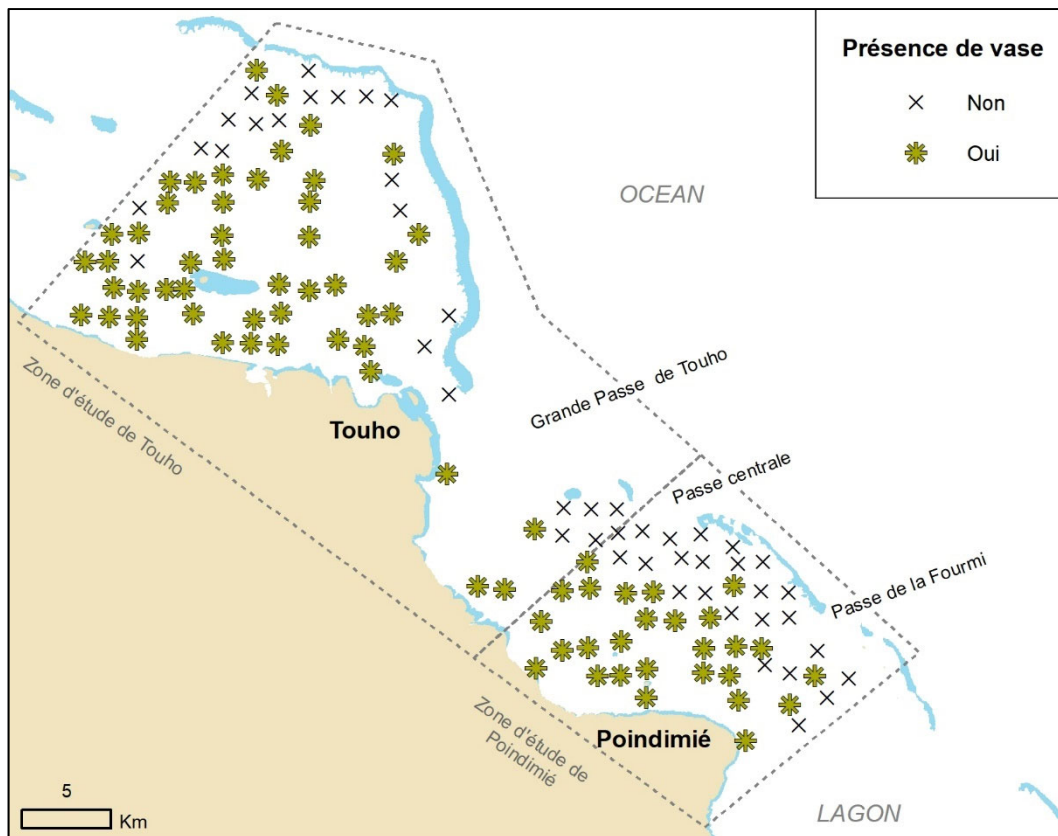 Présence de vase
Non
Oui
OCEAN
Grande Passe de Touho
Zone d'étude de Touho
Touho
Passe centrale
Passe de la Fourmi
Zone d'étude de
Poindimié
Poindimié
5
Km
LAGON